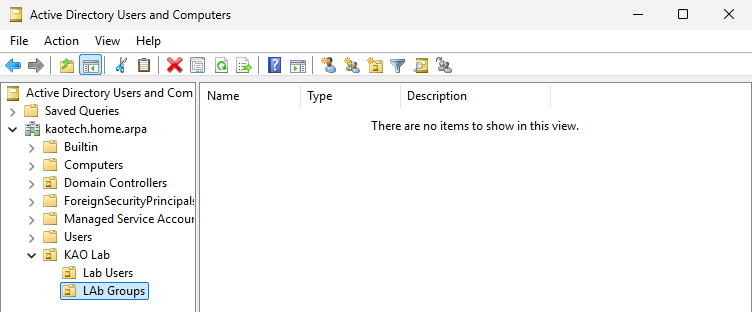 Active Directory Users and Computers
File Action View Help
Active Directory Users and Com
Saved Queries
kaotech.home.arpa
Builtin
Computers
Domain Controllers
ForeignSecurityPrincipals
Managed Service Accour
Users
KAO Lab
Lab Users
LAb Groups
Name Type Description
There are no items to show in this view.